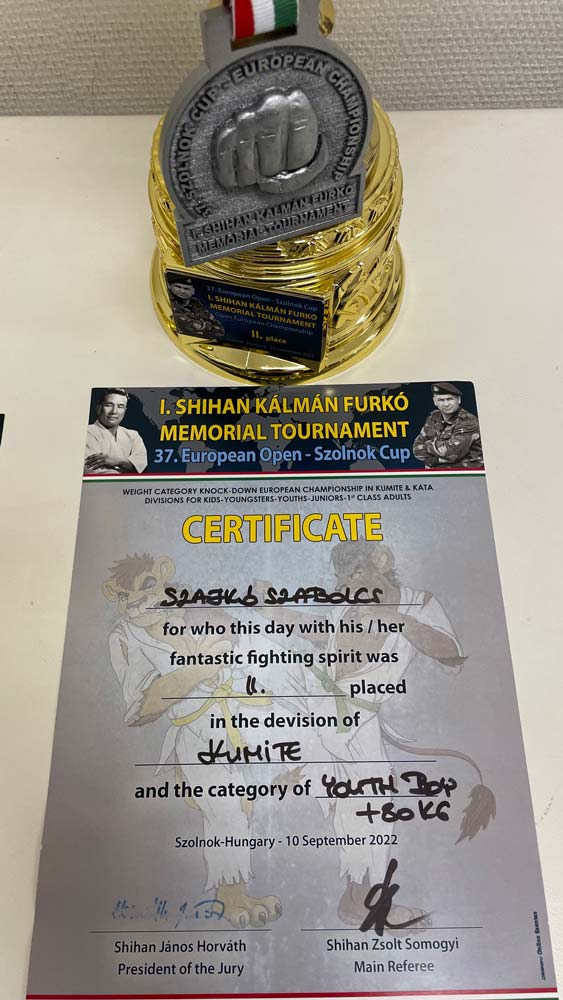 37. SZOLNOK CUP - EUROPEAN CHAMPIONSHIP
I. SHIHAN KÁLMÁN FURKÓ
MEMORIAL TOURNAMENT
37. European Open - Szolnok Cup
I. SHIHAN KÁLMÁN FURKÓ
MEMORIAL TOURNAMENT
Open European Championship
II. place
I. SHIHAN KÁLMÁN FURKÓ
MEMORIAL TOURNAMENT
37. European Open - Szolnok Cup
WEIGHT CATEGORY KNOCK-DOWN EUROPEAN CHAMPIONSHIP IN KUMITE & KATA
DIVISIONS FOR KIDS-YOUNGSTERS-YOUTHS-JUNIORS-1st CLASS ADULTS
CERTIFICATE
SZAJKÓ SZABOLCS
for who this day with his / her
fantastic fighting spirit was
II. placed
in the devision of
KUMITE
and the category of YOUTH BOY
+80 KG
Szolnok-Hungary - 10 September 2022
Shihan János Horváth
President of the Jury
Shihan Zsolt Somogyi
Main Referee